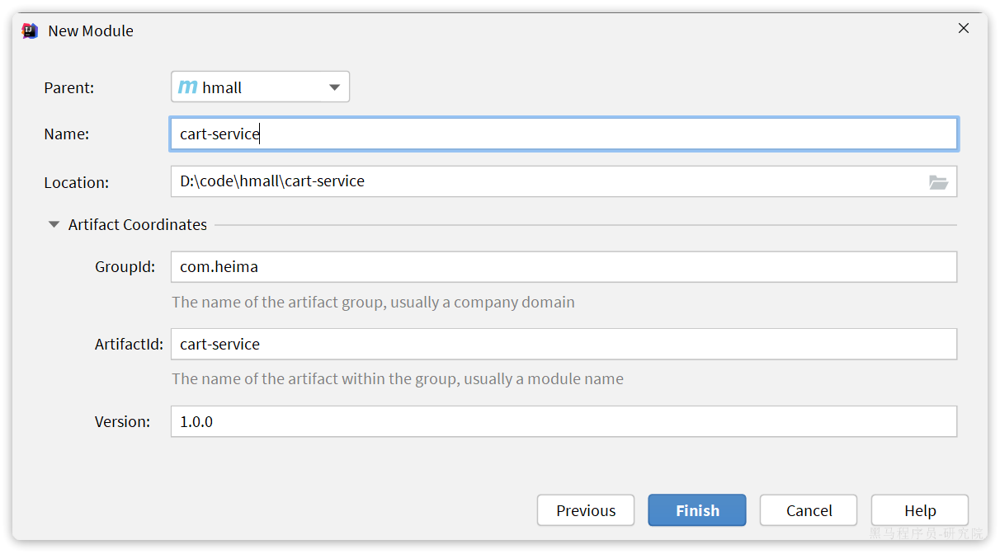 New Module
Parent: m hmall
Name: cart-service
Location: D:\code\hmall\cart-service
Artifact Coordinates
GroupId: com.heima
The name of the artifact group, usually a company domain
ArtifactId: cart-service
The name of the artifact within the group, usually a module name
Version: 1.0.0
Previous Finish Cancel Help
黑马程序员-研究院